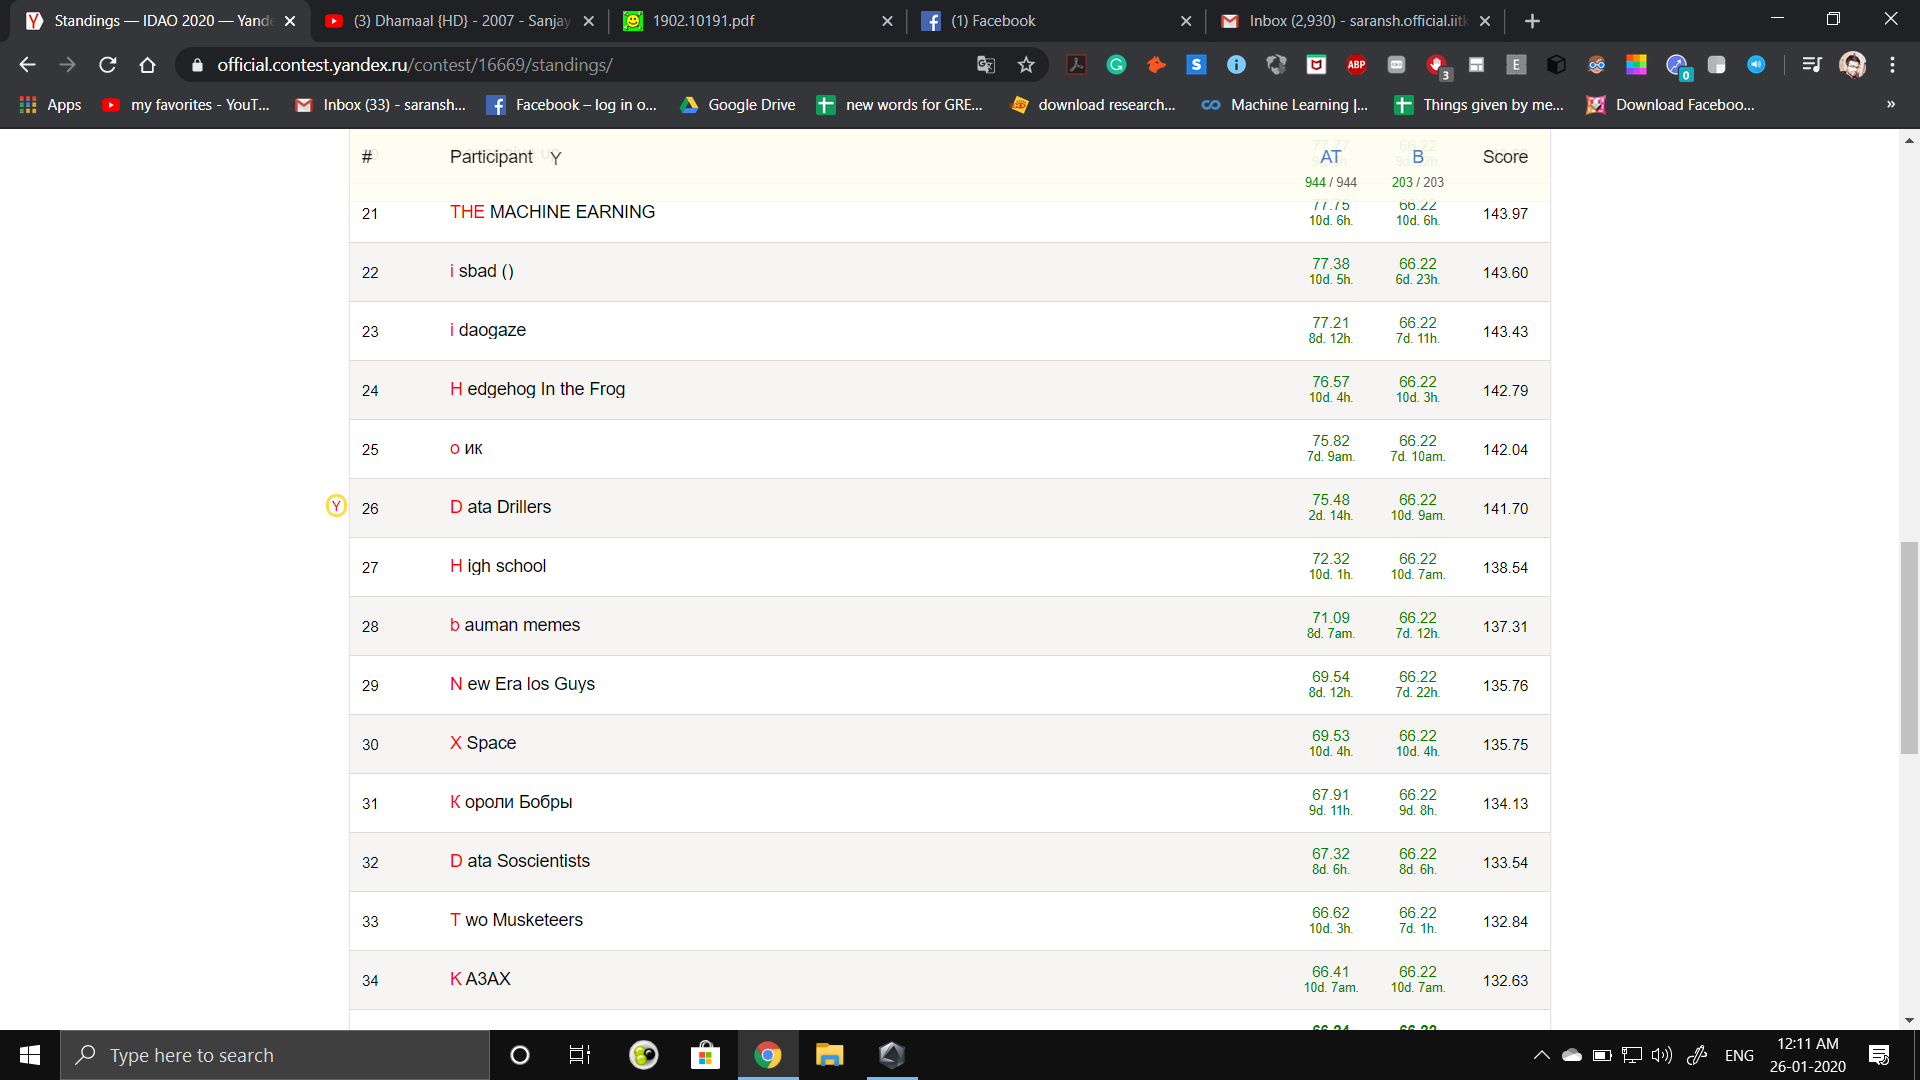 Standings — IDAO 2020 — Yande
(3) Dhamaal {HD} - 2007 - Sanjay
1902.10191.pdf
(1) Facebook
Inbox (2,930) - saransh.official.iitk
official.contest.yandex.ru/contest/16669/standings/
Apps
my favorites - YouT...
Inbox (33) - saransh...
Facebook – log in o...
Google Drive
new words for GRE...
download research...
Machine Learning |...
Things given by me...
Download Faceboo...
»
# Participant Y AT B Score
944 / 944 203 / 203
21 THE MACHINE EARNING 77.75 66.22 143.97
10d. 6h. 10d. 6h.
22 i sbad () 77.38 66.22 143.60
10d. 5h. 6d. 23h.
23 i daogaze 77.21 66.22 143.43
8d. 12h. 7d. 11h.
24 H edgehog In the Frog 76.57 66.22 142.79
10d. 4h. 10d. 3h.
25 о ик 75.82 66.22 142.04
7d. 9am. 7d. 10am.
Y 26 D ata Drillers 75.48 66.22 141.70
2d. 14h. 10d. 9am.
27 H igh school 72.32 66.22 138.54
10d. 1h. 10d. 7am.
28 b auman memes 71.09 66.22 137.31
8d. 7am. 7d. 12h.
29 N ew Era los Guys 69.54 66.22 135.76
8d. 12h. 7d. 22h.
30 X Space 69.53 66.22 135.75
10d. 4h. 10d. 4h.
31 К ороли Бобры 67.91 66.22 134.13
9d. 11h. 9d. 8h.
32 D ata Soscientists 67.32 66.22 133.54
8d. 6h. 8d. 6h.
33 T wo Musketeers 66.62 66.22 132.84
10d. 3h. 7d. 1h.
34 K A3AX 66.41 66.22 132.63
10d. 7am. 10d. 7am.
Type here to search
ENG
12:11 AM
26-01-2020